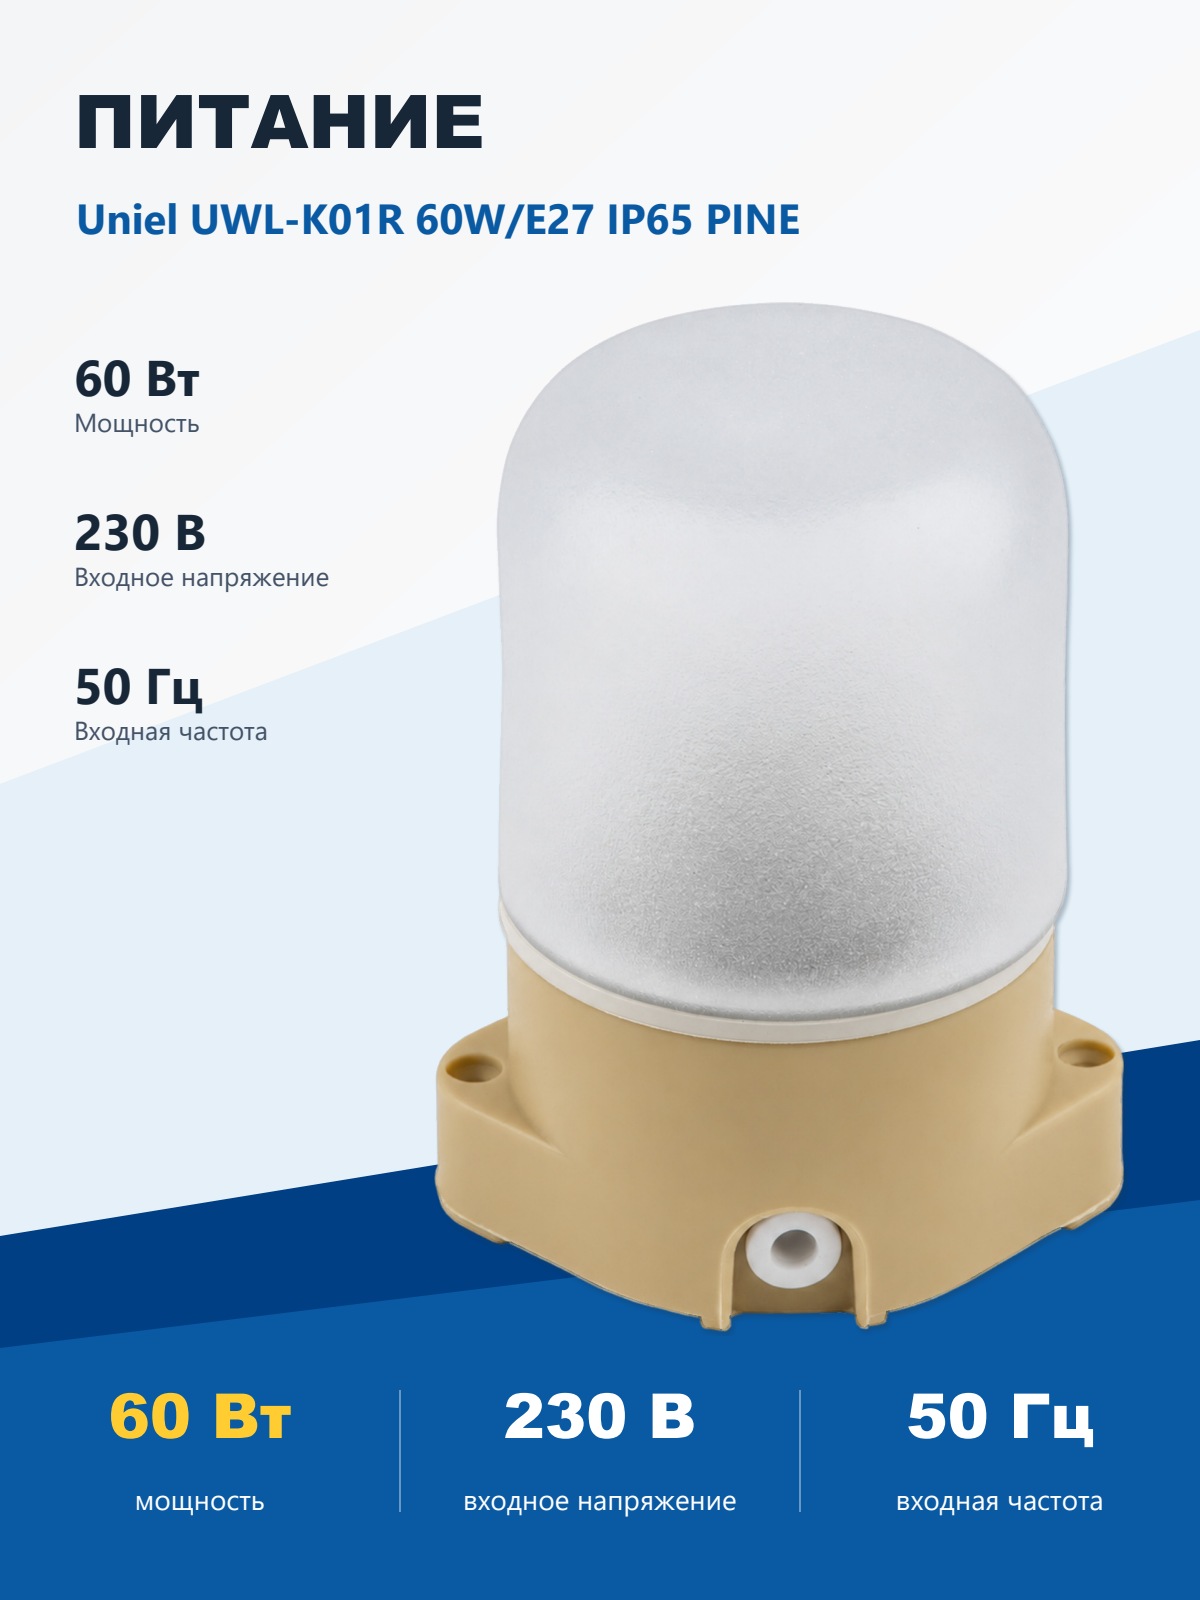 ПИТАНИЕ
Uniel UWL-K01R 60W/E27 IP65 PINE
60 Вт
Мощность
230 В
Входное напряжение
50 Гц
Входная частота
60 Вт
мощность
230 В
входное напряжение
50 Гц
входная частота